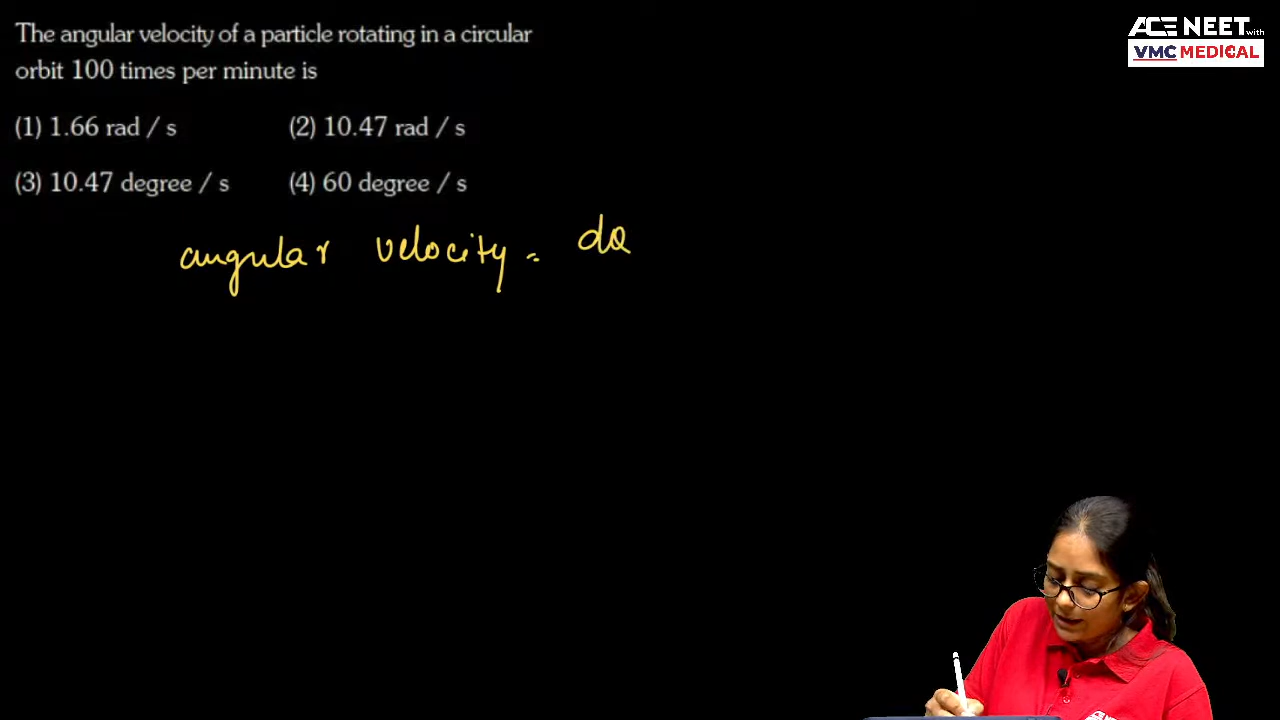 The angular velocity of a particle rotating in a circular
orbit 100 times per minute is
(1) 1.66 rad / s (2) 10.47 rad / s
(3) 10.47 degree / s (4) 60 degree / s
angular velocity = dθ
ACE NEET with
VMC MEDICAL